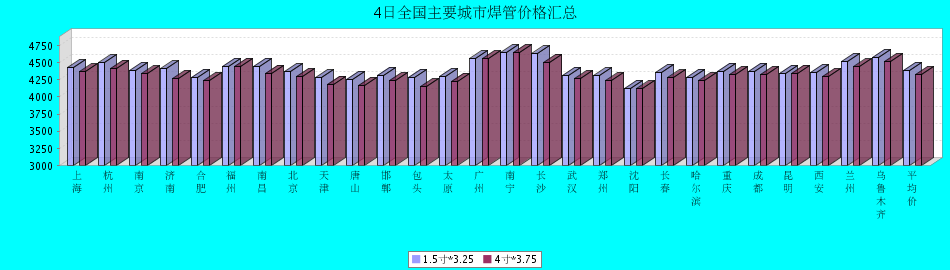 4日全国主要城市焊管价格汇总
4750
4500
4250
4000
3750
3500
3250
3000
上海
杭州
南京
济南
合肥
福州
南昌
北京
天津
唐山
邯郸
包头
太原
广州
南宁
长沙
武汉
郑州
沈阳
长春
哈尔滨
重庆
成都
昆明
西安
兰州
乌鲁木齐
平均价
1.5寸*3.25
4寸*3.75